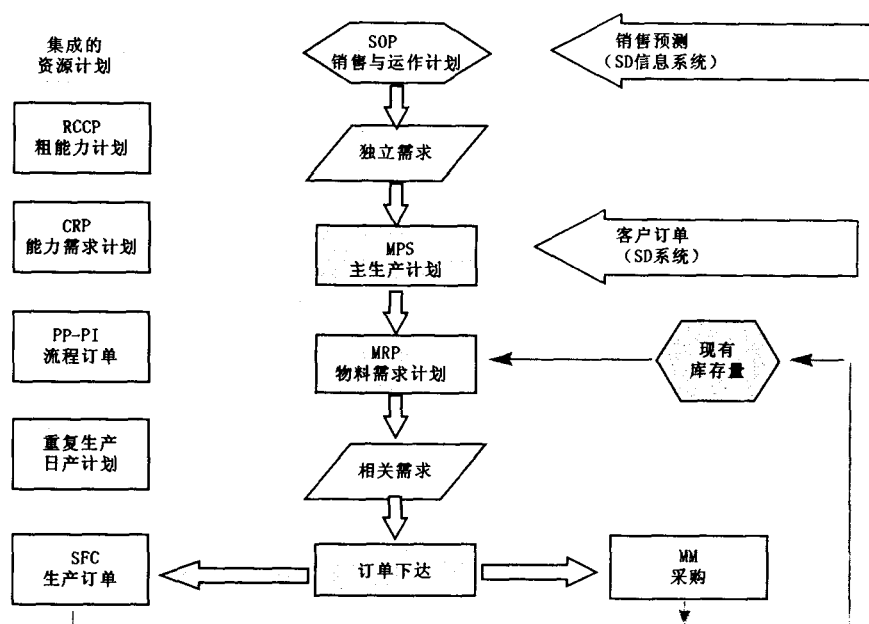 集成的
资源计划
RCCP
粗能力计划
CRP
能力需求计划
PP-PI
流程订单
重复生产
日产计划
SFC
生产订单
SOP
销售与运作计划
独立需求
MPS
主生产计划
MRP
物料需求计划
相关需求
订单下达
销售预测
（SD信息系统）
客户订单
（SD系统）
现有
库存量
MM
采购